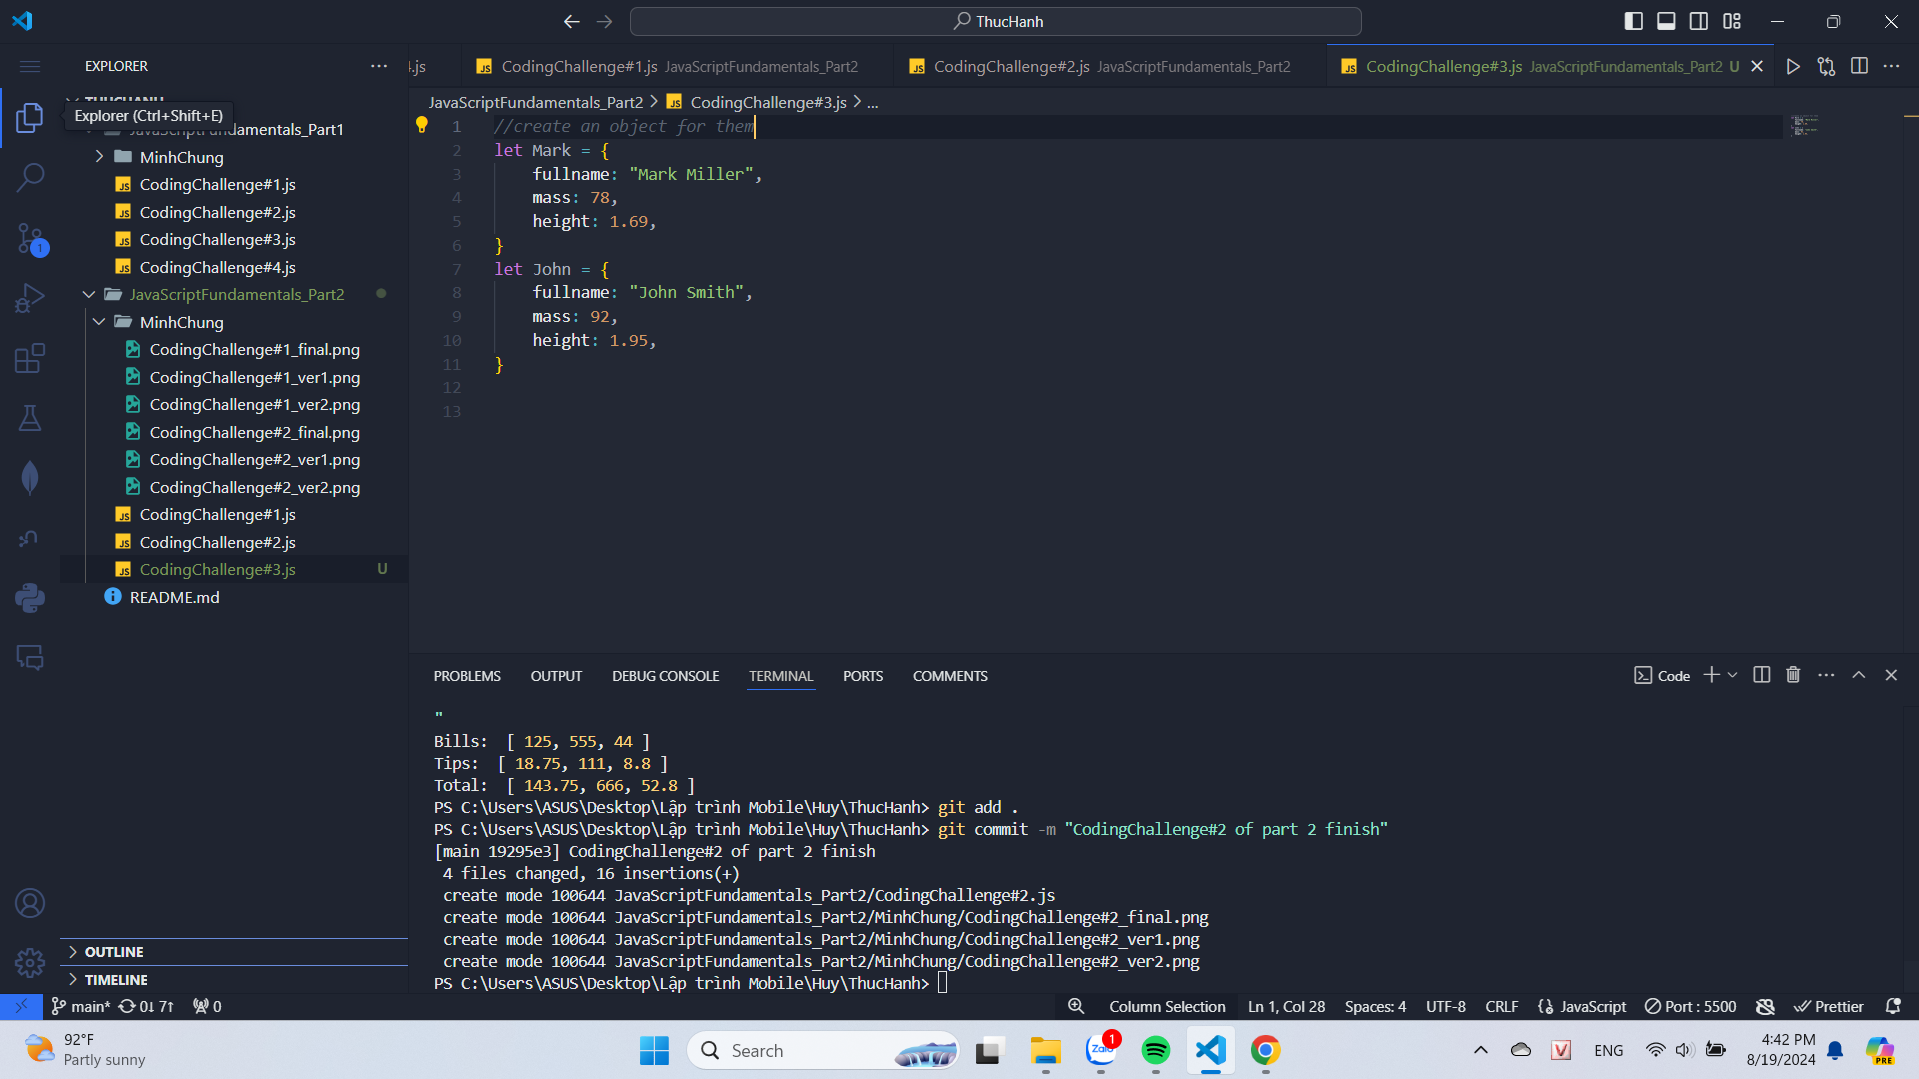 ThucHanh
EXPLORER
4.js
CodingChallenge#1.js JavaScriptFundamentals_Part2
CodingChallenge#2.js JavaScriptFundamentals_Part2
CodingChallenge#3.js JavaScriptFundamentals_Part2 U
THUCHANH
Explorer (Ctrl+Shift+E)
JavaScriptFundamentals_Part1
MinhChung
CodingChallenge#1.js
CodingChallenge#2.js
CodingChallenge#3.js
CodingChallenge#4.js
JavaScriptFundamentals_Part2
MinhChung
CodingChallenge#1_final.png
CodingChallenge#1_ver1.png
CodingChallenge#1_ver2.png
CodingChallenge#2_final.png
CodingChallenge#2_ver1.png
CodingChallenge#2_ver2.png
CodingChallenge#1.js
CodingChallenge#2.js
CodingChallenge#3.js U
README.md
1
OUTLINE
TIMELINE
JavaScriptFundamentals_Part2 > CodingChallenge#3.js > ...
1 //create an object for them
2 let Mark = {
3 fullname: "Mark Miller",
4 mass: 78,
5 height: 1.69,
6 }
7 let John = {
8 fullname: "John Smith",
9 mass: 92,
10 height: 1.95,
11 }
12
13
PROBLEMS OUTPUT DEBUG CONSOLE TERMINAL PORTS COMMENTS
Code
"
Bills: [ 125, 555, 44 ]
Tips: [ 18.75, 111, 8.8 ]
Total: [ 143.75, 666, 52.8 ]
PS C:\Users\ASUS\Desktop\Lập trình Mobile\Huy\ThucHanh> git add .
PS C:\Users\ASUS\Desktop\Lập trình Mobile\Huy\ThucHanh> git commit -m "CodingChallenge#2 of part 2 finish"
[main 19295e3] CodingChallenge#2 of part 2 finish
4 files changed, 16 insertions(+)
create mode 100644 JavaScriptFundamentals_Part2/CodingChallenge#2.js
create mode 100644 JavaScriptFundamentals_Part2/MinhChung/CodingChallenge#2_final.png
create mode 100644 JavaScriptFundamentals_Part2/MinhChung/CodingChallenge#2_ver1.png
create mode 100644 JavaScriptFundamentals_Part2/MinhChung/CodingChallenge#2_ver2.png
PS C:\Users\ASUS\Desktop\Lập trình Mobile\Huy\ThucHanh>
main* 0↓ 7↑ 0
Column Selection Ln 1, Col 28 Spaces: 4 UTF-8 CRLF JavaScript Port : 5500 Prettier
92°F
Partly sunny
Search
Zalo
1
ENG
4:42 PM
8/19/2024
PRE